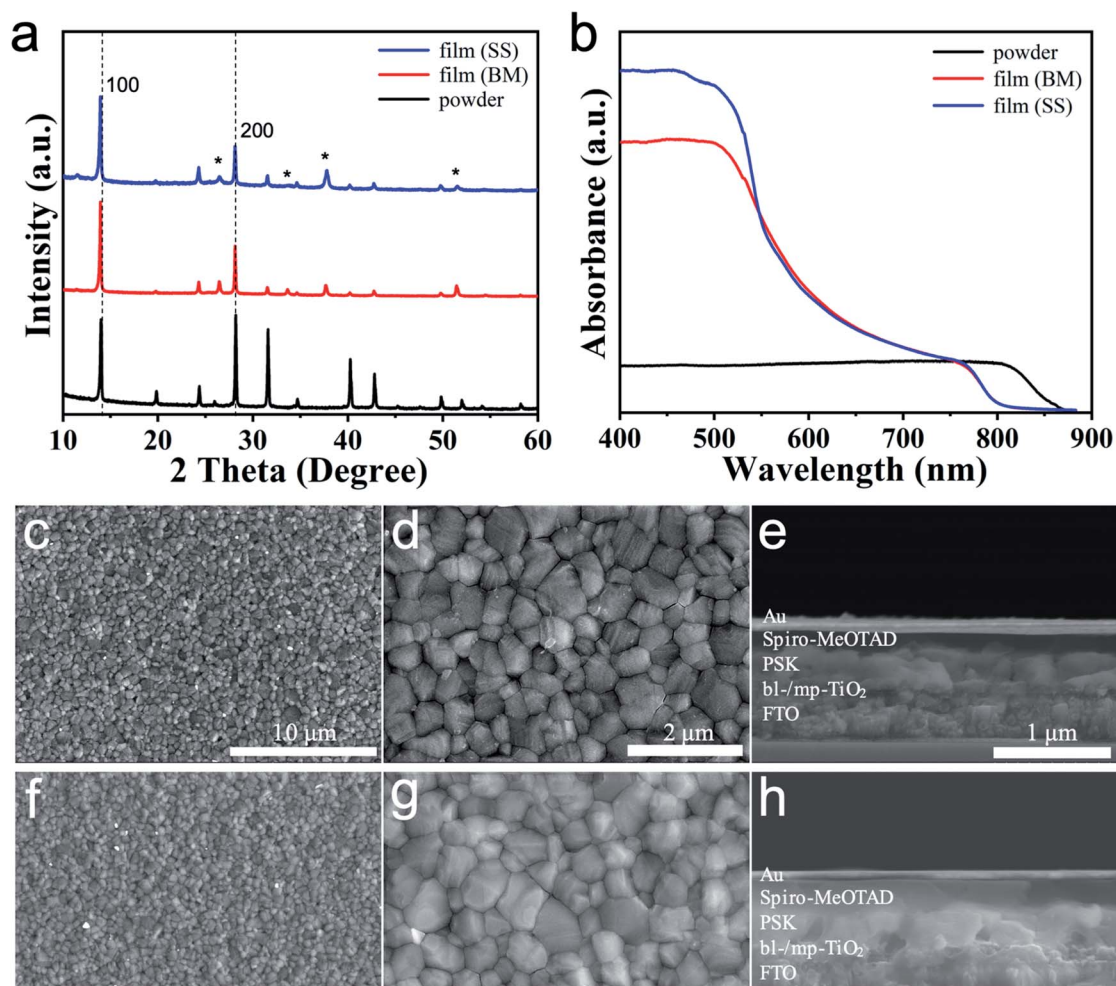 a
film (SS)
film (BM)
powder
100
200
*
*
*
*
Intensity (a.u.)
10 20 30 40 50 60
2 Theta (Degree)
b
powder
film (BM)
film (SS)
Absorbance (a.u.)
400 500 600 700 800 900
Wavelength (nm)
c
10 μm
d
2 μm
e
Au
Spiro-MeOTAD
PSK
bl-/mp-TiO₂
FTO
1 μm
f
g
h
Au
Spiro-MeOTAD
PSK
bl-/mp-TiO₂
FTO